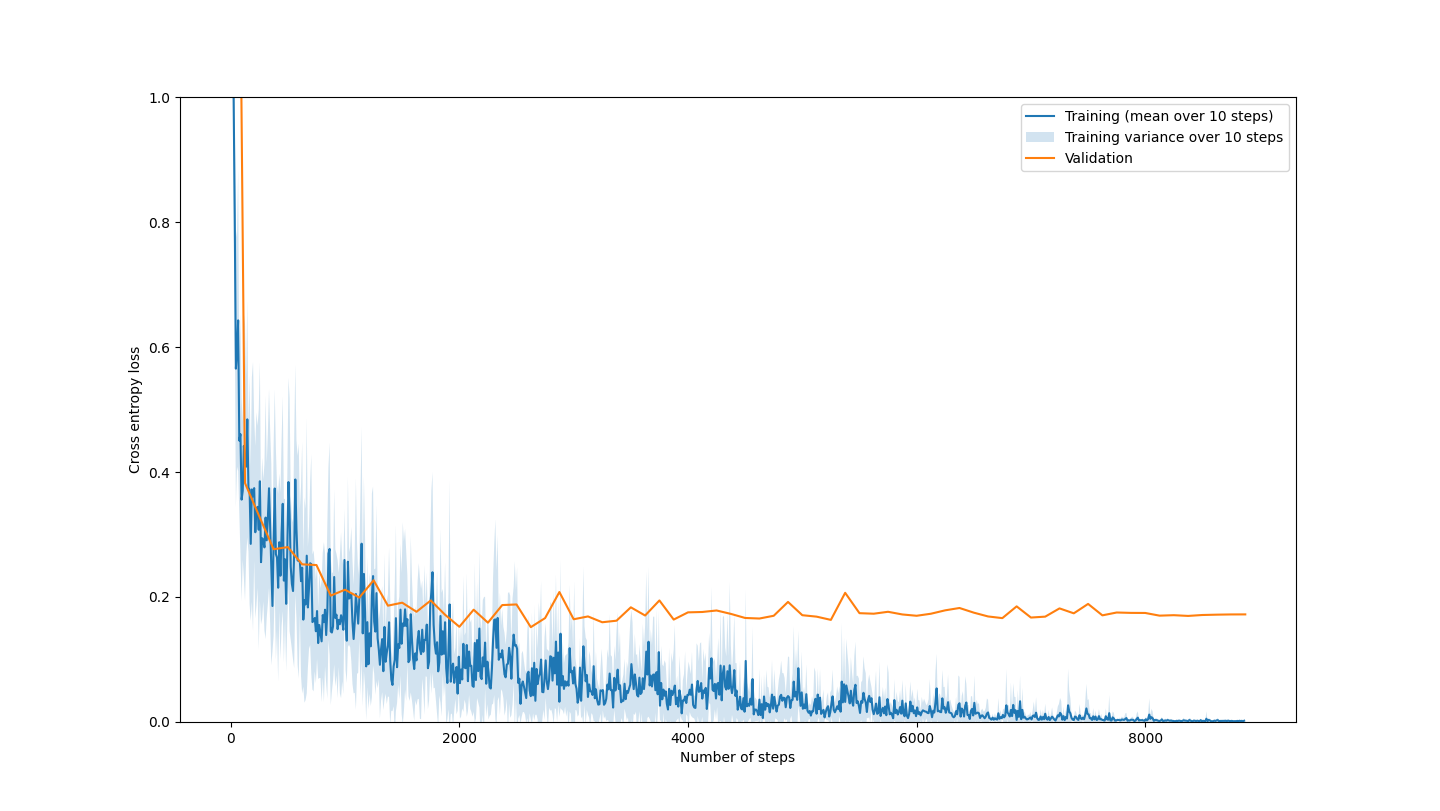 1.0
0.8
0.6
0.4
0.2
0.0
Cross entropy loss
Training (mean over 10 steps)
Training variance over 10 steps
Validation
0 2000 4000 6000 8000
Number of steps